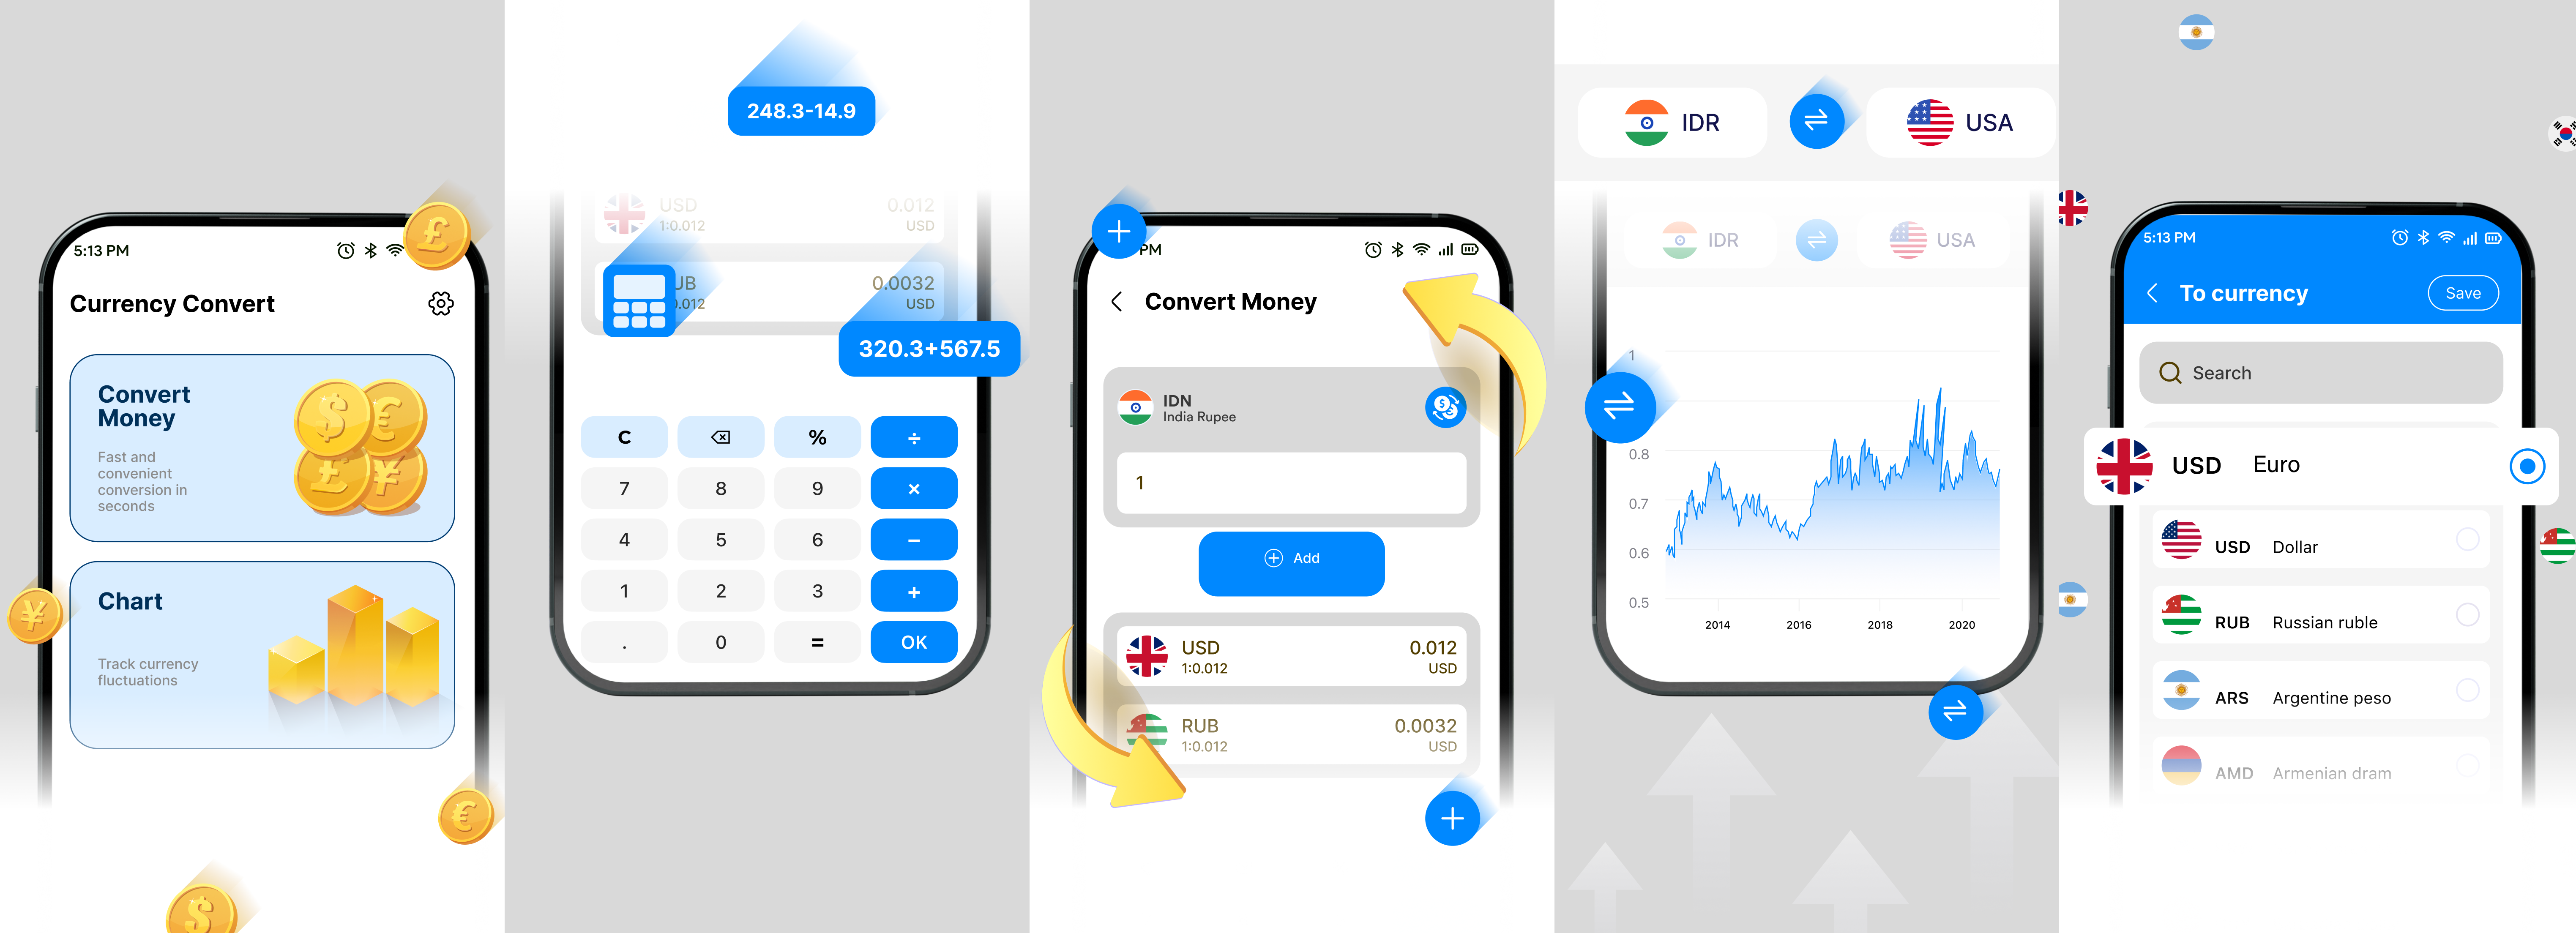 5:13 PM
Currency Convert
Convert
Money
Fast and
convenient
conversion in
seconds
Chart
Track currency
fluctuations
248.3-14.9
USD
1:0.012
0.012
USD
UB
0.012
0.0032
USD
320.3+567.5
C
%
÷
7
8
9
×
4
5
6
−
1
2
3
+
.
0
=
OK
PM
Convert Money
IDN
India Rupee
1
Add
USD
1:0.012
0.012
USD
RUB
1:0.012
0.0032
USD
IDR
USA
IDR
USA
1
0.8
0.7
0.6
0.5
2014
2016
2018
2020
5:13 PM
To currency
Save
Search
USD Euro
USD Dollar
RUB Russian ruble
ARS Argentine peso
AMD Armenian dram